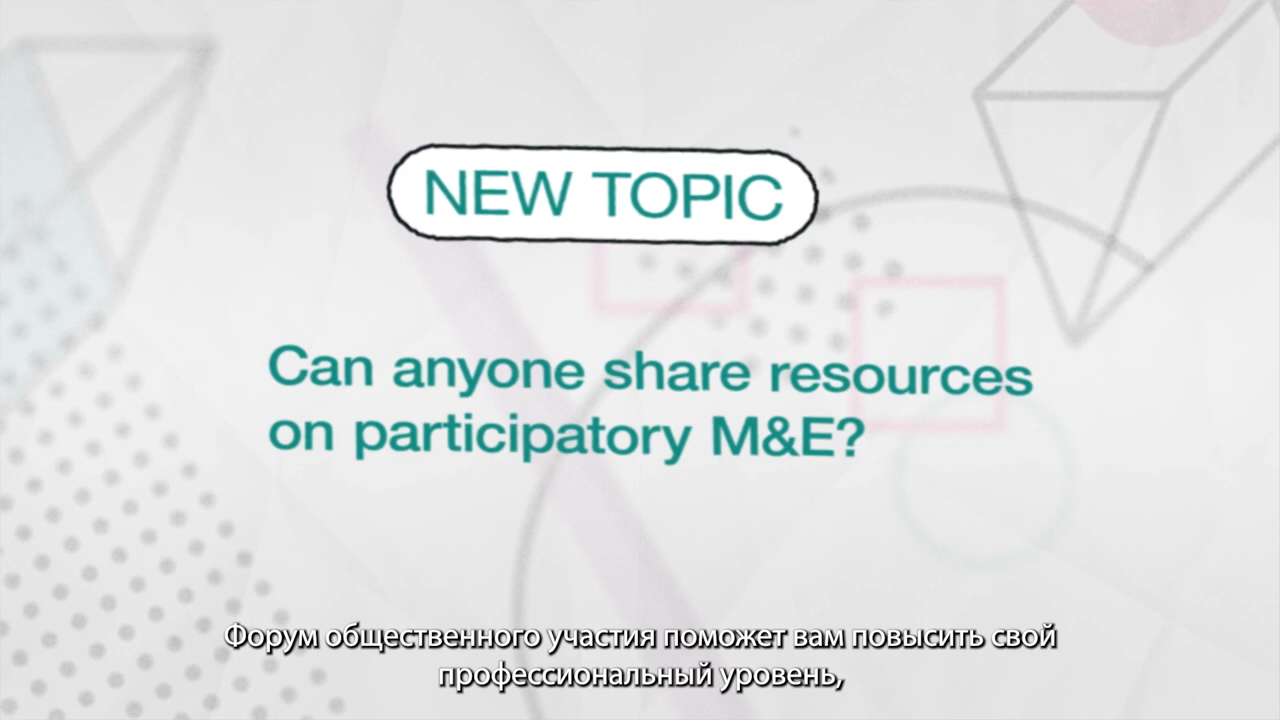 NEW TOPIC
Can anyone share resources
on participatory M&E?
Форум общественного участия поможет вам повысить свой
профессиональный уровень,